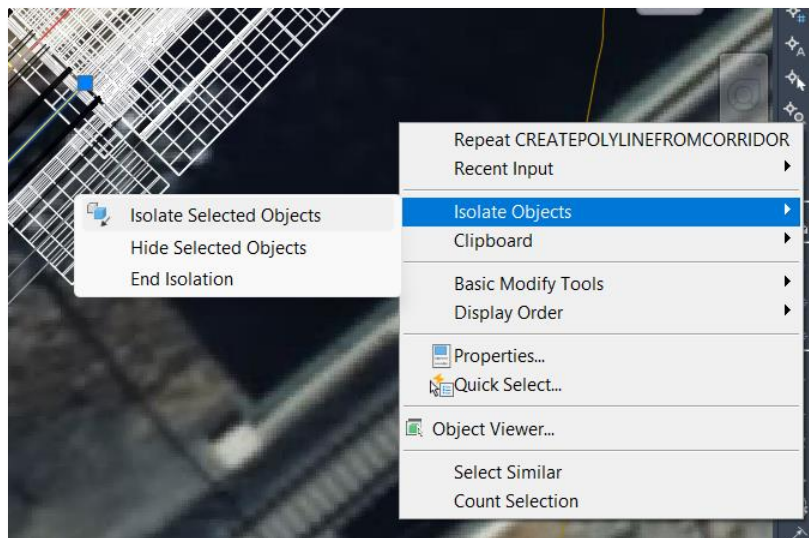 Repeat CREATEPOLYLINEFROMCORRIDOR
Recent Input
Isolate Objects
Clipboard
Basic Modify Tools
Display Order
Properties...
Quick Select...
Object Viewer...
Select Similar
Count Selection
Isolate Selected Objects
Hide Selected Objects
End Isolation